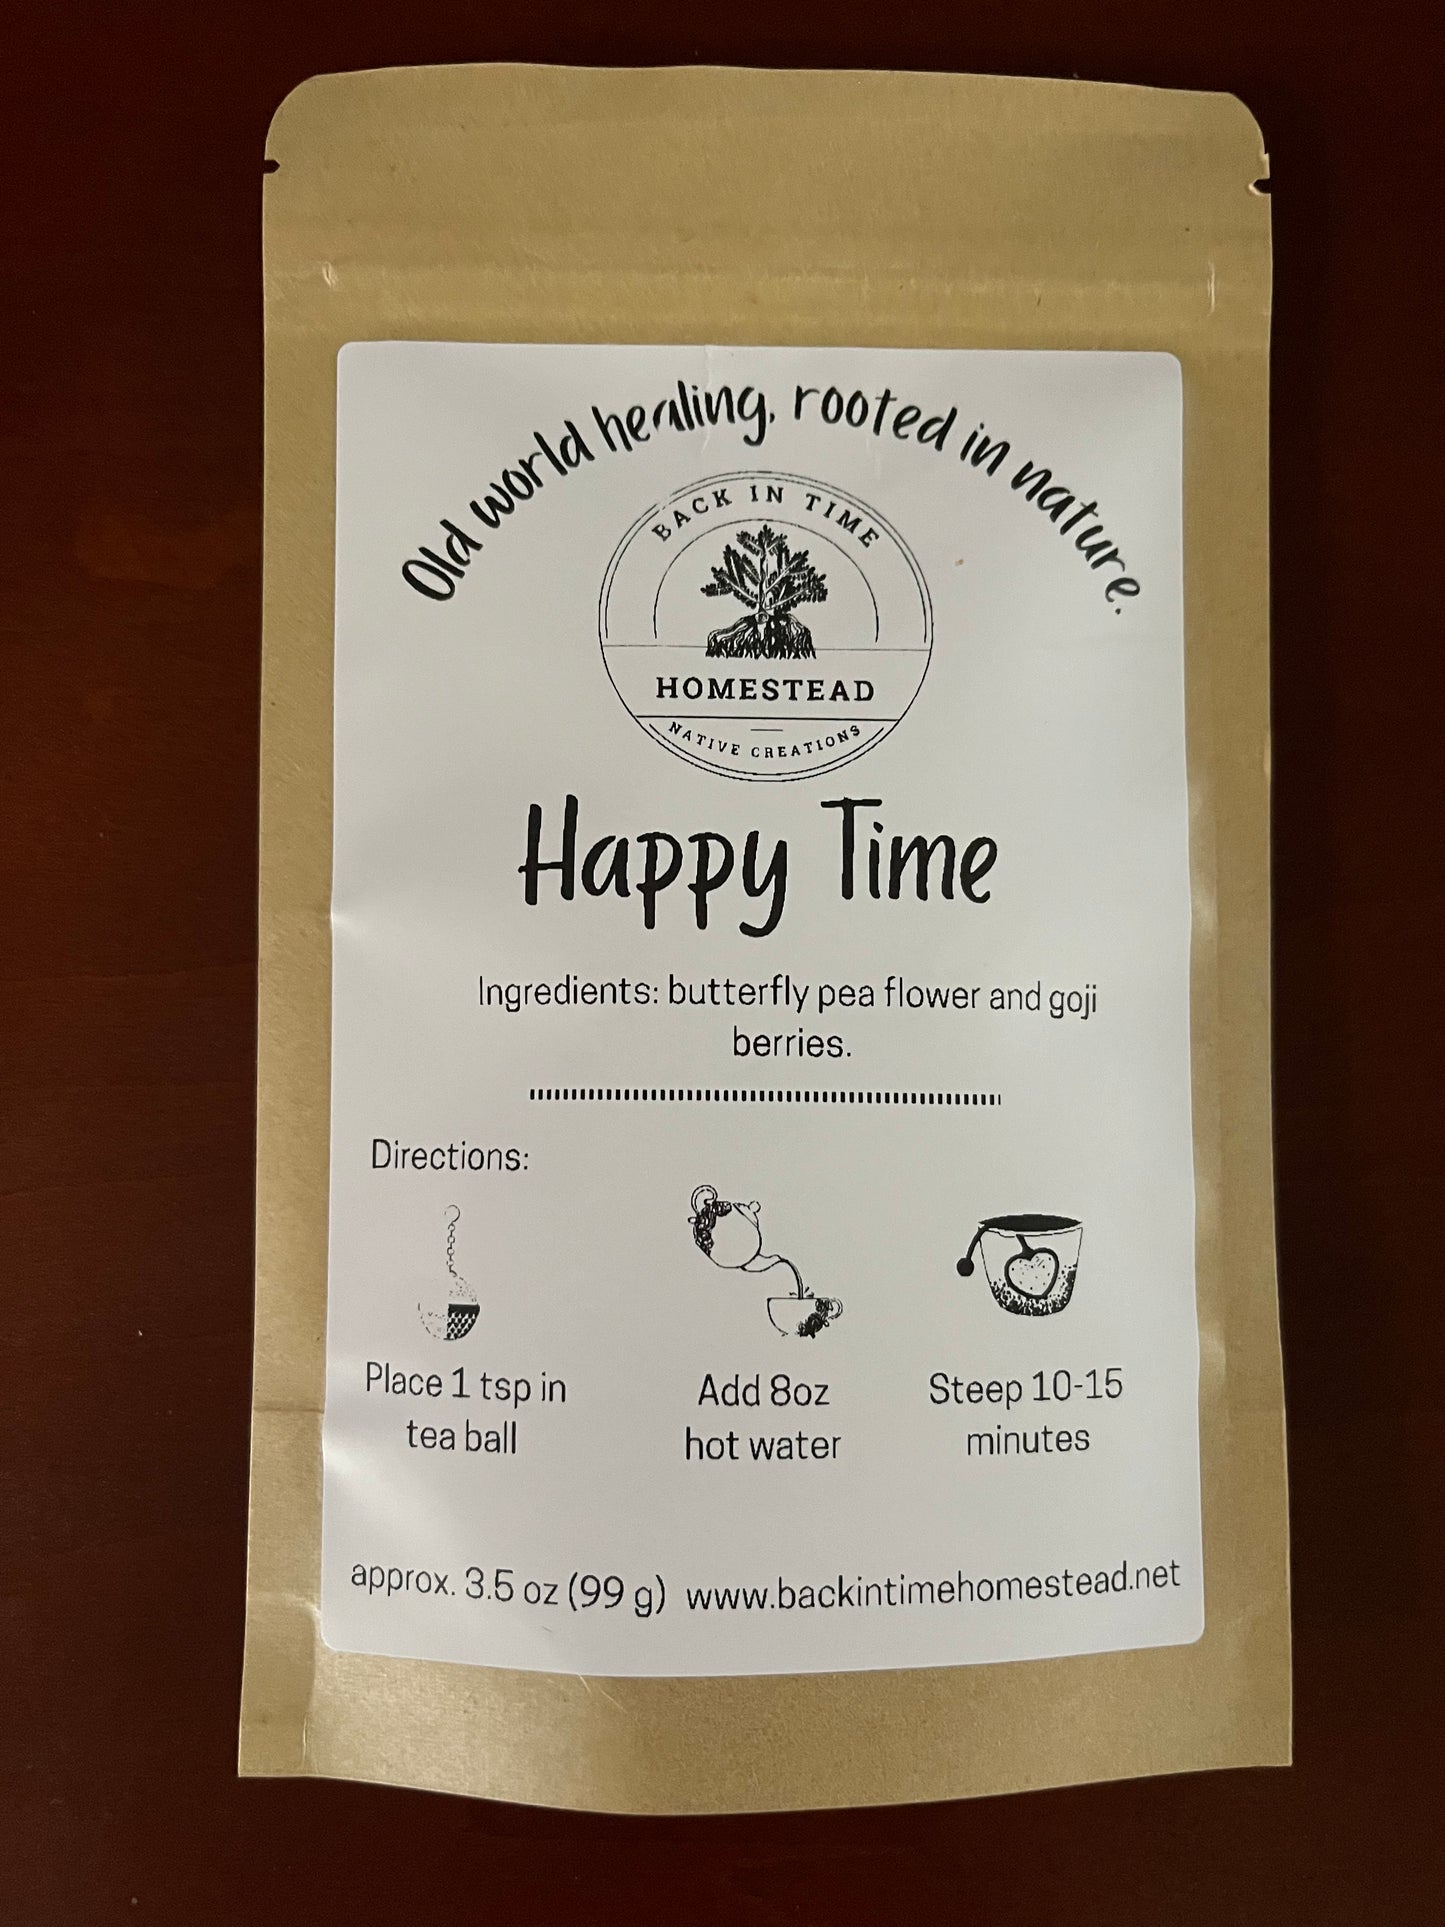 Old world healing, rooted in nature.
BACK IN TIME
HOMESTEAD
NATIVE CREATIONS
Happy Time
Ingredients: butterfly pea flower and goji
berries.
Directions:
Place 1 tsp in
tea ball
Add 8oz
hot water
Steep 10-15
minutes
approx. 3.5 oz (99 g) www.backintimehomestead.net